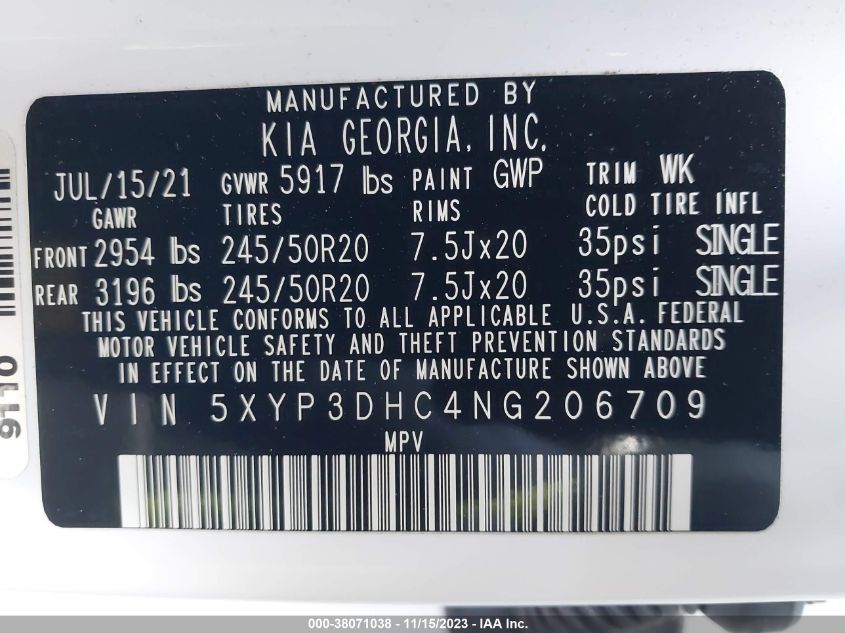 MANUFACTURED BY
KIA GEORGIA, INC.
JUL/15/21 GVWR 5917 lbs PAINT GWP TRIM WK
GAWR TIRES RIMS COLD TIRE INFL
FRONT 2954 lbs 245/50R20 7.5Jx20 35psi SINGLE
REAR 3196 lbs 245/50R20 7.5Jx20 35psi SINGLE
THIS VEHICLE CONFORMS TO ALL APPLICABLE U.S.A. FEDERAL
MOTOR VEHICLE SAFETY AND THEFT PREVENTION STANDARDS
IN EFFECT ON THE DATE OF MANUFACTURE SHOWN ABOVE
VIN 5XYP3DHC4NG206709
MPV
9110
000-38071038 - 11/15/2023 - IAA Inc.